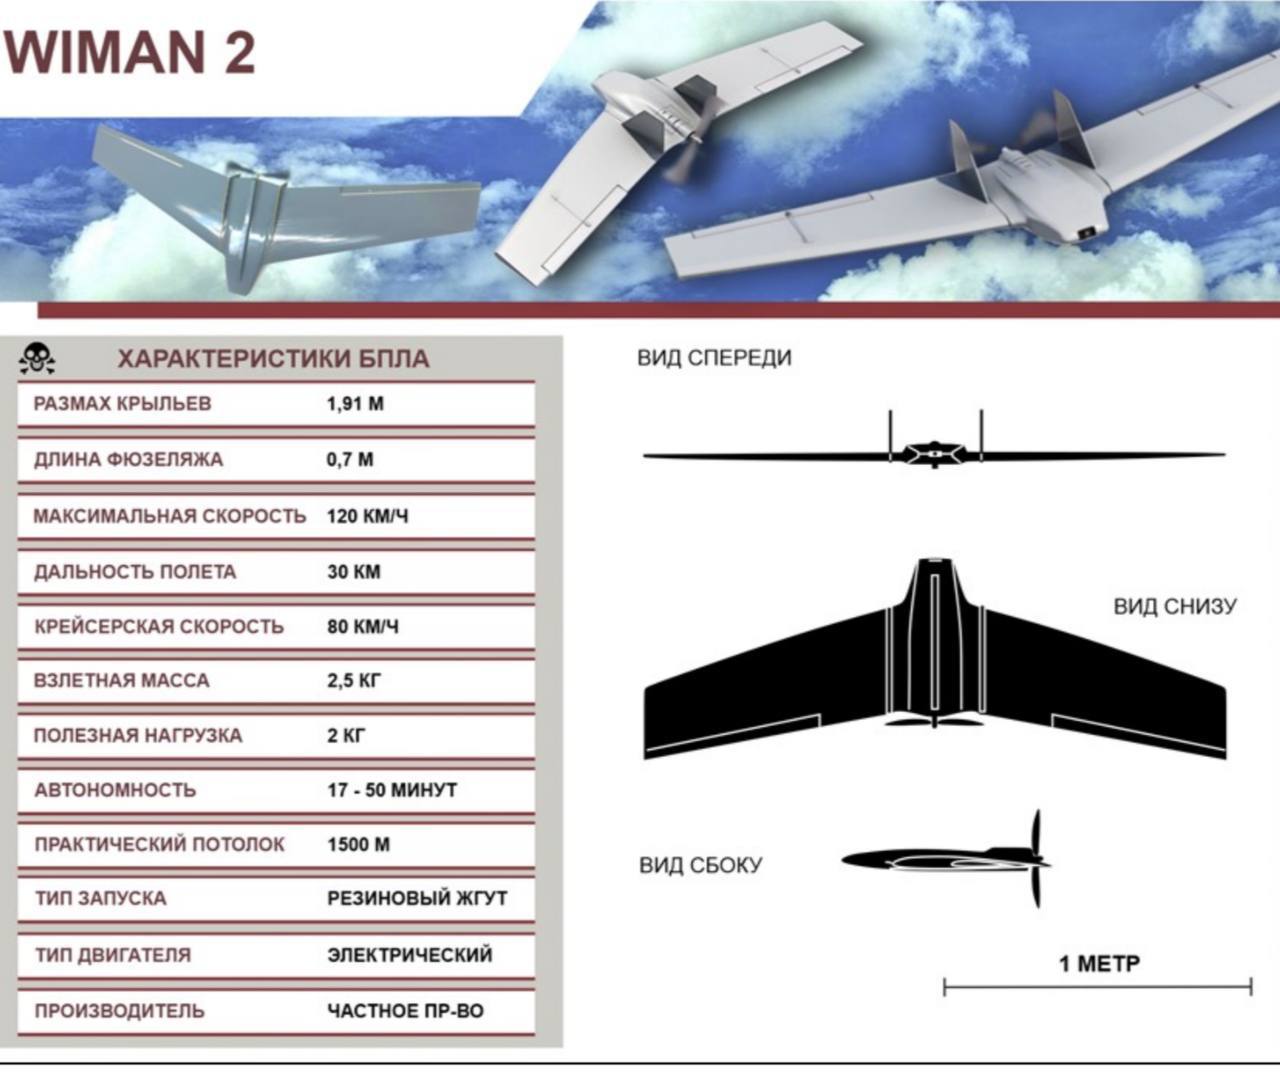 WIMAN 2
ХАРАКТЕРИСТИКИ БПЛА
РАЗМАХ КРЫЛЬЕВ 1,91 М
ДЛИНА ФЮЗЕЛЯЖА 0,7 М
МАКСИМАЛЬНАЯ СКОРОСТЬ 120 КМ/Ч
ДАЛЬНОСТЬ ПОЛЕТА 30 КМ
КРЕЙСЕРСКАЯ СКОРОСТЬ 80 КМ/Ч
ВЗЛЕТНАЯ МАССА 2,5 КГ
ПОЛЕЗНАЯ НАГРУЗКА 2 КГ
АВТОНОМНОСТЬ 17 - 50 МИНУТ
ПРАКТИЧЕСКИЙ ПОТОЛОК 1500 М
ТИП ЗАПУСКА РЕЗИНОВЫЙ ЖГУТ
ТИП ДВИГАТЕЛЯ ЭЛЕКТРИЧЕСКИЙ
ПРОИЗВОДИТЕЛЬ ЧАСТНОЕ ПР-ВО
ВИД СПЕРЕДИ
ВИД СНИЗУ
ВИД СБОКУ
1 МЕТР